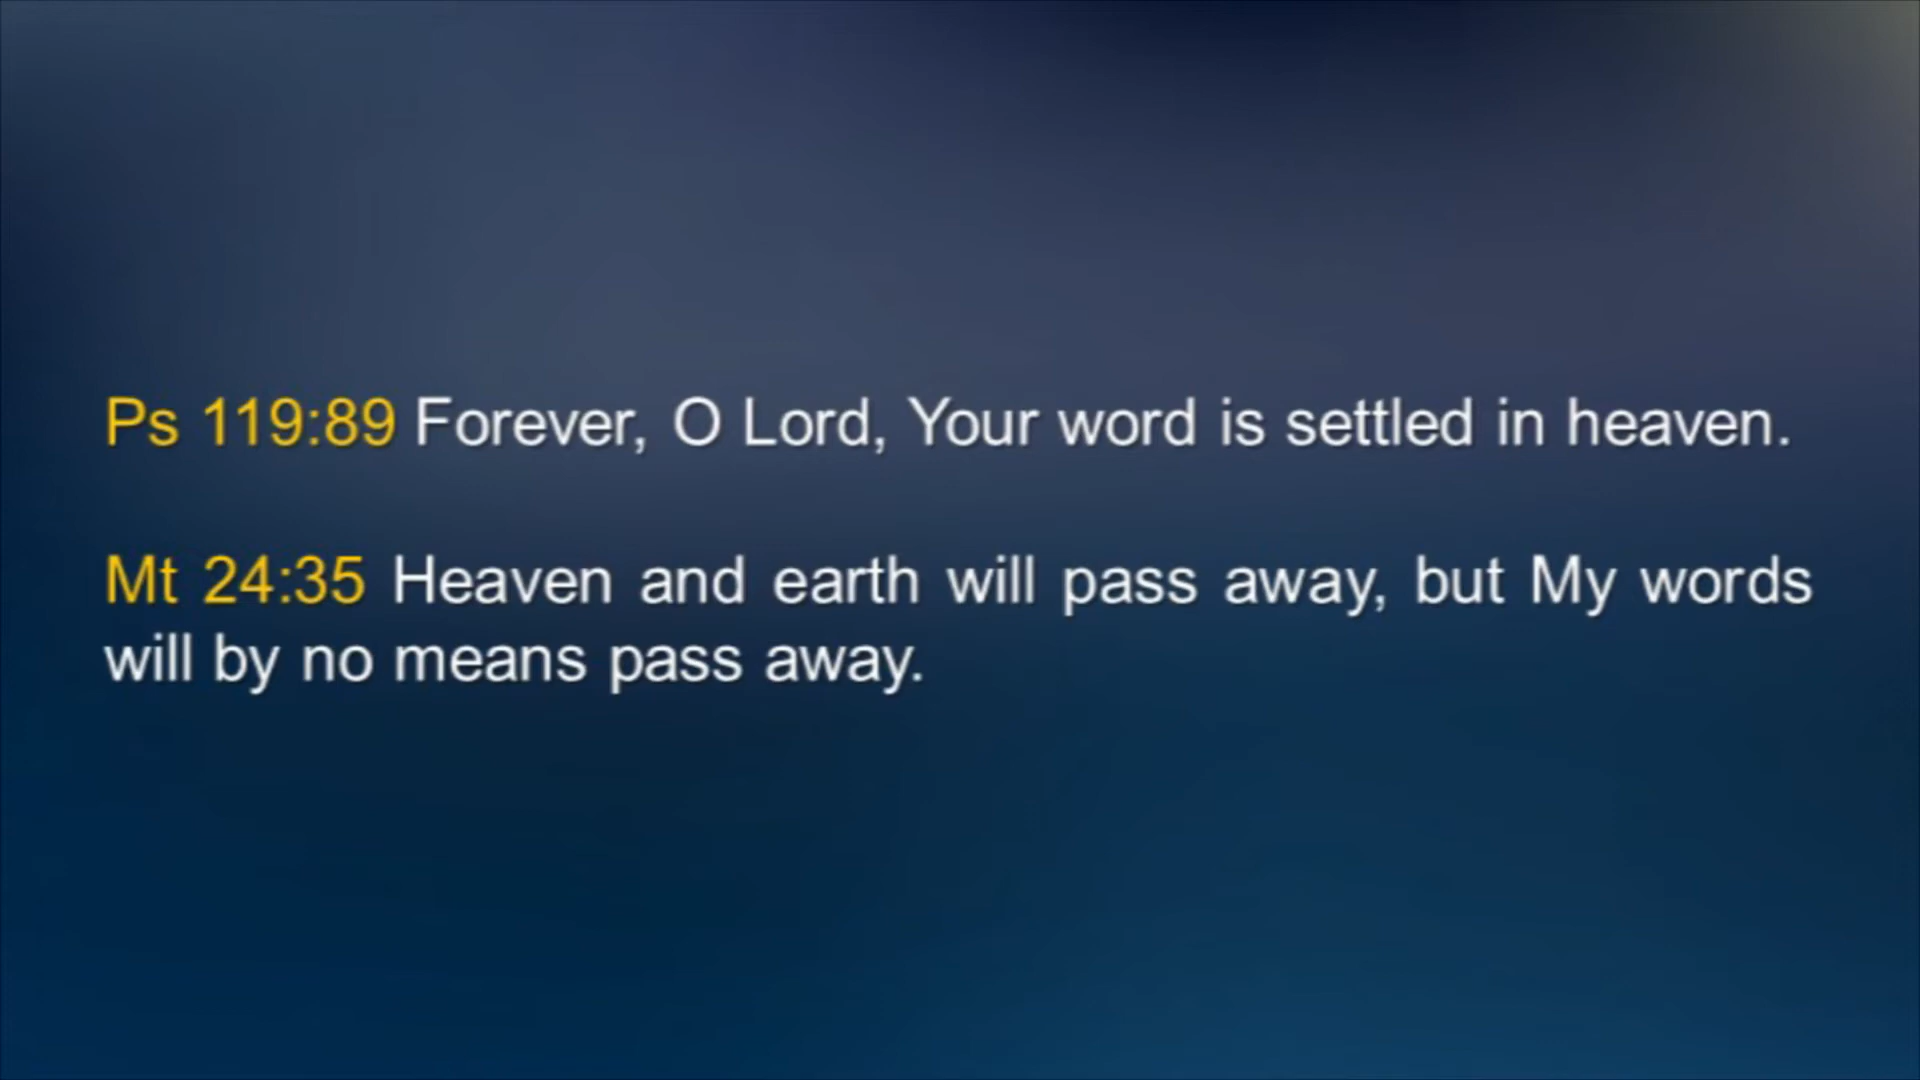 Ps 119:89 Forever, O Lord, Your word is settled in heaven.
Mt 24:35 Heaven and earth will pass away, but My words
will by no means pass away.